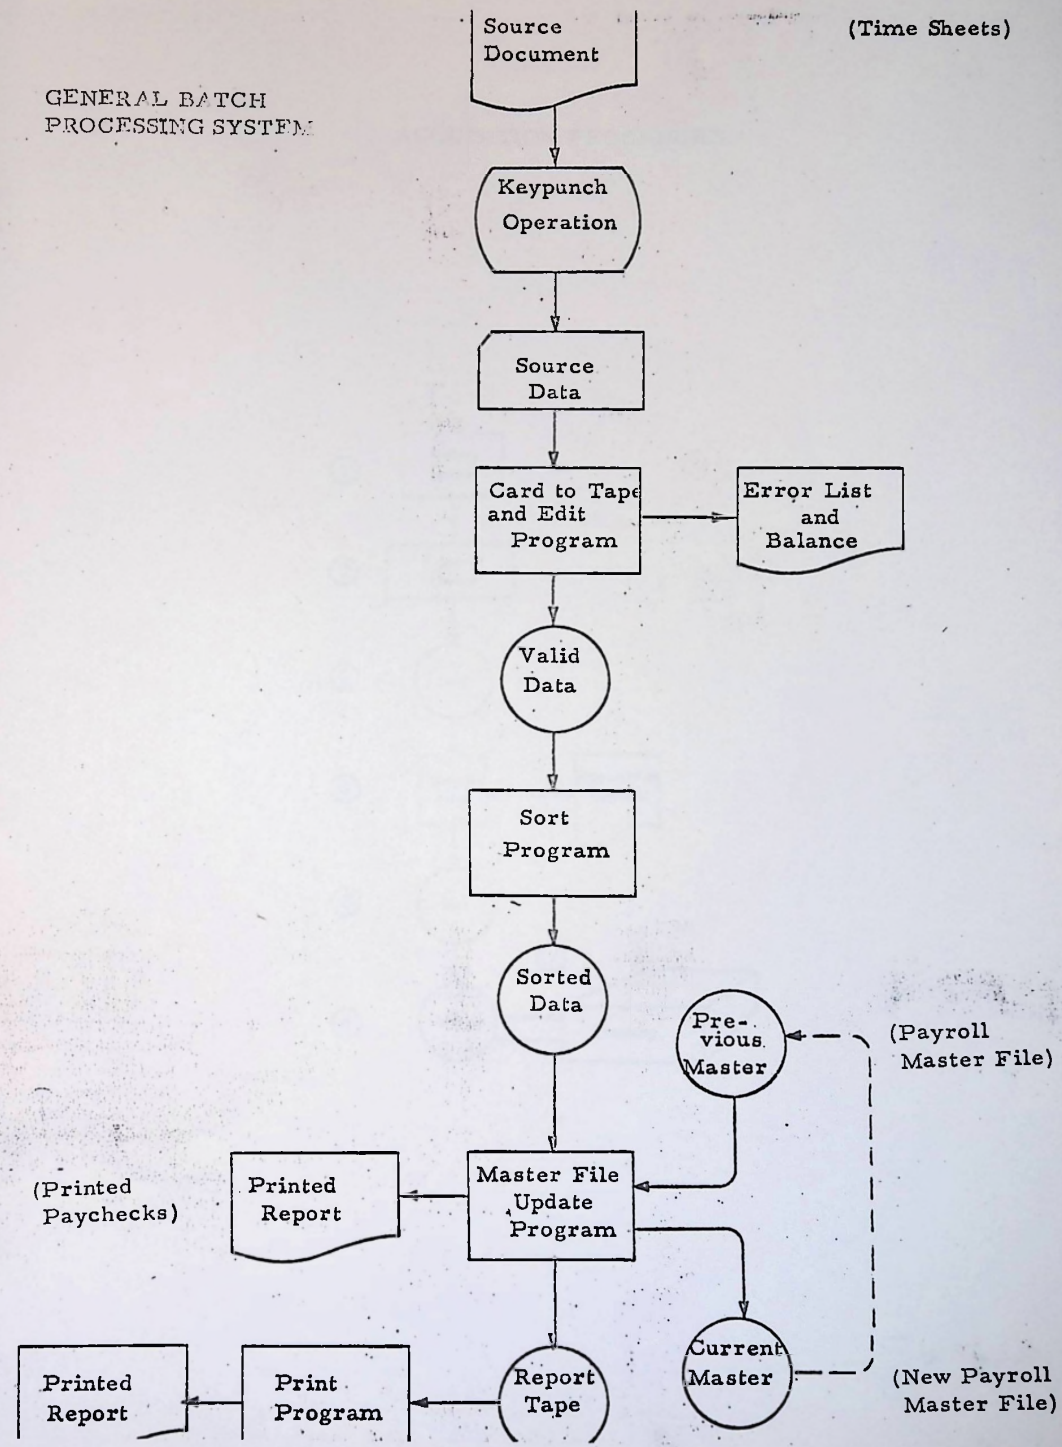 Source
Document
(Time Sheets)
GENERAL BATCH
PROCESSING SYSTEM
Keypunch
Operation
Source
Data
Card to Tape
and Edit
Program
Error List
and
Balance
Valid
Data
Sort
Program
Sorted
Data
Pre-
vious
Master
(Payroll
Master File)
Master File
Update
Program
Printed
Report
(Printed
Paychecks)
Current
Master
(New Payroll
Master File)
Report
Tape
Print
Program
Printed
Report